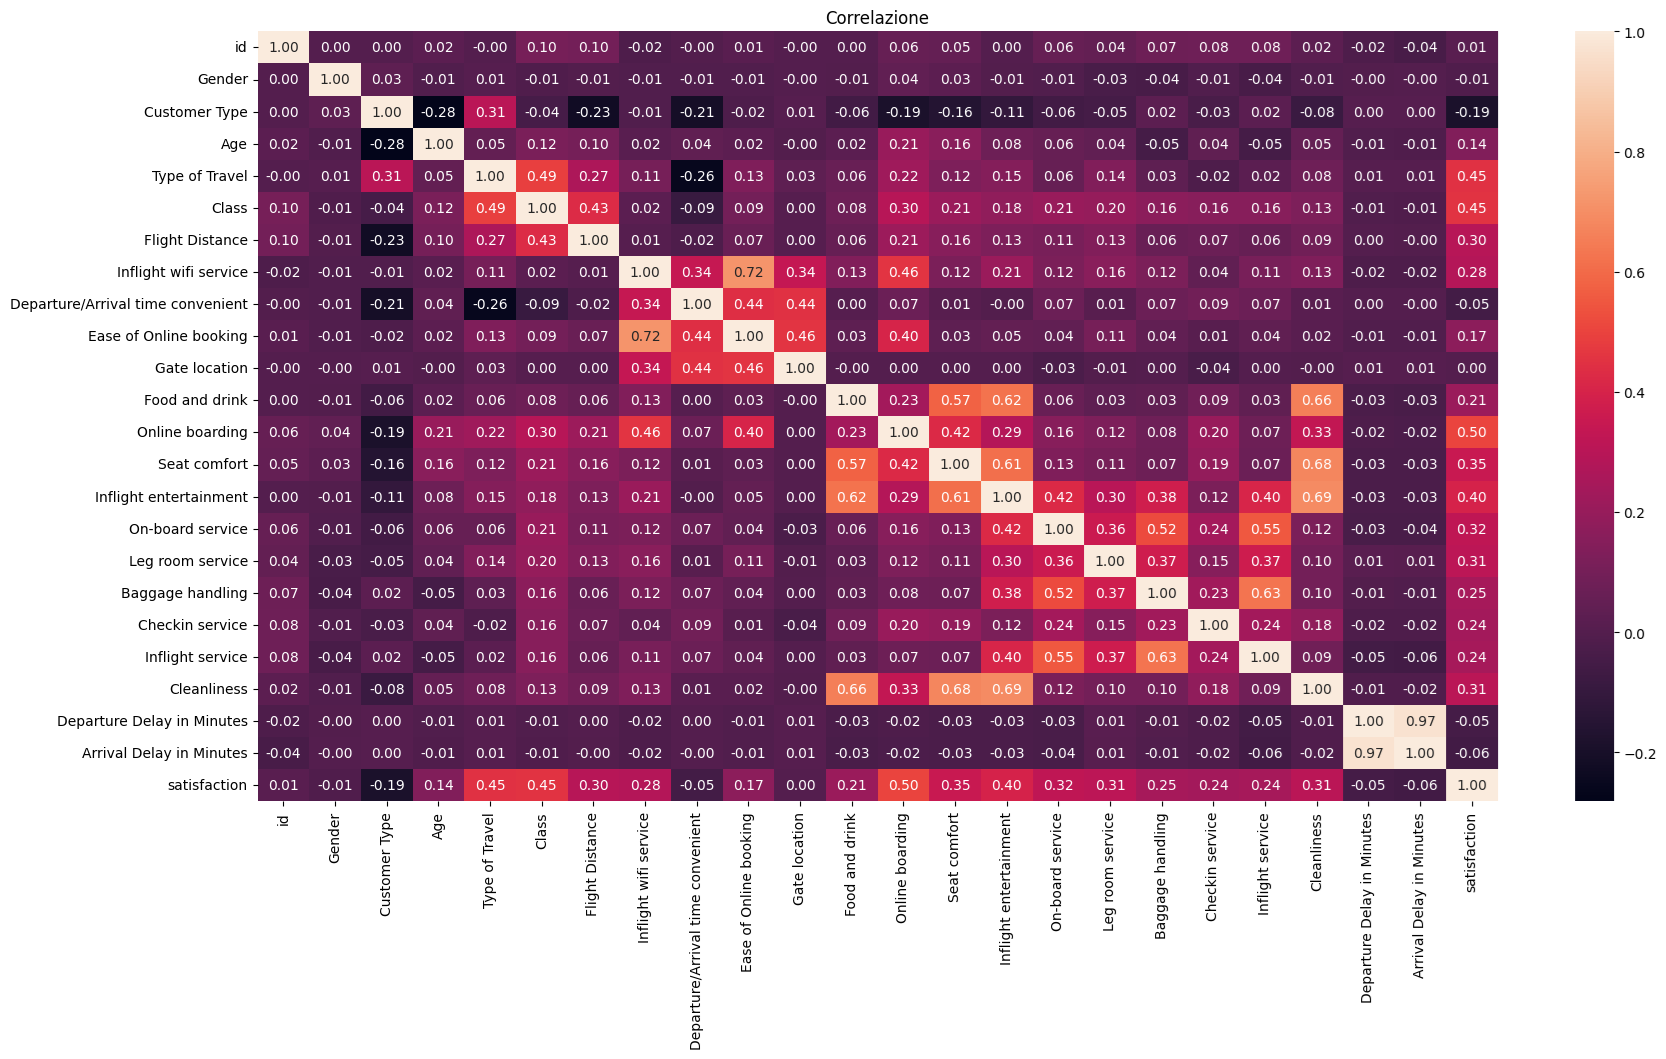 Correlazione
id 1.00 0.00 0.00 0.02 -0.00 0.10 0.10 -0.02 -0.00 0.01 -0.00 0.00 0.06 0.05 0.00 0.06 0.04 0.07 0.08 0.08 0.02 -0.02 -0.04 0.01
Gender 0.00 1.00 0.03 -0.01 0.01 -0.01 -0.01 -0.01 -0.01 -0.01 -0.00 -0.01 0.04 0.03 -0.01 -0.01 -0.03 -0.04 -0.01 -0.04 -0.01 -0.00 -0.00 -0.01
Customer Type 0.00 0.03 1.00 -0.28 0.31 -0.04 -0.23 -0.01 -0.21 -0.02 0.01 -0.06 -0.19 -0.16 -0.11 -0.06 -0.05 0.02 -0.03 0.02 -0.08 0.00 0.00 -0.19
Age 0.02 -0.01 -0.28 1.00 0.05 0.12 0.10 0.02 0.04 0.02 -0.00 0.02 0.21 0.16 0.08 0.06 0.04 -0.05 0.04 -0.05 0.05 -0.01 -0.01 0.14
Type of Travel -0.00 0.01 0.31 0.05 1.00 0.49 0.27 0.11 -0.26 0.13 0.03 0.06 0.22 0.12 0.15 0.06 0.14 0.03 -0.02 0.02 0.08 0.01 0.01 0.45
Class 0.10 -0.01 -0.04 0.12 0.49 1.00 0.43 0.02 -0.09 0.09 0.00 0.08 0.30 0.21 0.18 0.21 0.20 0.16 0.16 0.16 0.13 -0.01 -0.01 0.45
Flight Distance 0.10 -0.01 -0.23 0.10 0.27 0.43 1.00 0.01 -0.02 0.07 0.00 0.06 0.21 0.16 0.13 0.11 0.13 0.06 0.07 0.06 0.09 0.00 -0.00 0.30
Inflight wifi service -0.02 -0.01 -0.01 0.02 0.11 0.02 0.01 1.00 0.34 0.72 0.34 0.13 0.46 0.12 0.21 0.12 0.16 0.12 0.04 0.11 0.13 -0.02 -0.02 0.28
Departure/Arrival time convenient -0.00 -0.01 -0.21 0.04 -0.26 -0.09 -0.02 0.34 1.00 0.44 0.44 0.00 0.07 0.01 -0.00 0.07 0.01 0.07 0.09 0.07 0.01 0.00 -0.00 -0.05
Ease of Online booking 0.01 -0.01 -0.02 0.02 0.13 0.09 0.07 0.72 0.44 1.00 0.46 0.03 0.40 0.03 0.05 0.04 0.11 0.04 0.01 0.04 0.02 -0.01 -0.01 0.17
Gate location -0.00 -0.00 0.01 -0.00 0.03 0.00 0.00 0.34 0.44 0.46 1.00 -0.00 0.00 0.00 0.00 -0.03 -0.01 0.00 -0.04 0.00 -0.00 0.01 0.01 0.00
Food and drink 0.00 -0.01 -0.06 0.02 0.06 0.08 0.06 0.13 0.00 0.03 -0.00 1.00 0.23 0.57 0.62 0.06 0.03 0.03 0.09 0.03 0.66 -0.03 -0.03 0.21
Online boarding 0.06 0.04 -0.19 0.21 0.22 0.30 0.21 0.46 0.07 0.40 0.00 0.23 1.00 0.42 0.29 0.16 0.12 0.08 0.20 0.07 0.33 -0.02 -0.02 0.50
Seat comfort 0.05 0.03 -0.16 0.16 0.12 0.21 0.16 0.12 0.01 0.03 0.00 0.57 0.42 1.00 0.61 0.13 0.11 0.07 0.19 0.07 0.68 -0.03 -0.03 0.35
Inflight entertainment 0.00 -0.01 -0.11 0.08 0.15 0.18 0.13 0.21 -0.00 0.05 0.00 0.62 0.29 0.61 1.00 0.42 0.30 0.38 0.12 0.40 0.69 -0.03 -0.03 0.40
On-board service 0.06 -0.01 -0.06 0.06 0.06 0.21 0.11 0.12 0.07 0.04 -0.03 0.06 0.16 0.13 0.42 1.00 0.36 0.52 0.24 0.55 0.12 -0.03 -0.04 0.32
Leg room service 0.04 -0.03 -0.05 0.04 0.14 0.20 0.13 0.16 0.01 0.11 -0.01 0.03 0.12 0.11 0.30 0.36 1.00 0.37 0.15 0.37 0.10 0.01 0.01 0.31
Baggage handling 0.07 -0.04 0.02 -0.05 0.03 0.16 0.06 0.12 0.07 0.04 0.00 0.03 0.08 0.07 0.38 0.52 0.37 1.00 0.23 0.63 0.10 -0.01 -0.01 0.25
Checkin service 0.08 -0.01 -0.03 0.04 -0.02 0.16 0.07 0.04 0.09 0.01 -0.04 0.09 0.20 0.19 0.12 0.24 0.15 0.23 1.00 0.24 0.18 -0.02 -0.02 0.24
Inflight service 0.08 -0.04 0.02 -0.05 0.02 0.16 0.06 0.11 0.07 0.04 0.00 0.03 0.07 0.07 0.40 0.55 0.37 0.63 0.24 1.00 0.09 -0.05 -0.06 0.24
Cleanliness 0.02 -0.01 -0.08 0.05 0.08 0.13 0.09 0.13 0.01 0.02 -0.00 0.66 0.33 0.68 0.69 0.12 0.10 0.10 0.18 0.09 1.00 -0.01 -0.02 0.31
Departure Delay in Minutes -0.02 -0.00 0.00 -0.01 0.01 -0.01 0.00 -0.02 0.00 -0.01 0.01 -0.03 -0.02 -0.03 -0.03 -0.03 0.01 -0.01 -0.02 -0.05 -0.01 1.00 0.97 -0.05
Arrival Delay in Minutes -0.04 -0.00 0.00 -0.01 0.01 -0.01 -0.00 -0.02 -0.00 -0.01 0.01 -0.03 -0.02 -0.03 -0.03 -0.04 0.01 -0.01 -0.02 -0.06 -0.02 0.97 1.00 -0.06
satisfaction 0.01 -0.01 -0.19 0.14 0.45 0.45 0.30 0.28 -0.05 0.17 0.00 0.21 0.50 0.35 0.40 0.32 0.31 0.25 0.24 0.24 0.31 -0.05 -0.06 1.00
id
Gender
Customer Type
Age
Type of Travel
Class
Flight Distance
Inflight wifi service
Departure/Arrival time convenient
Ease of Online booking
Gate location
Food and drink
Online boarding
Seat comfort
Inflight entertainment
On-board service
Leg room service
Baggage handling
Checkin service
Inflight service
Cleanliness
Departure Delay in Minutes
Arrival Delay in Minutes
satisfaction
1.0
0.8
0.6
0.4
0.2
0.0
−0.2